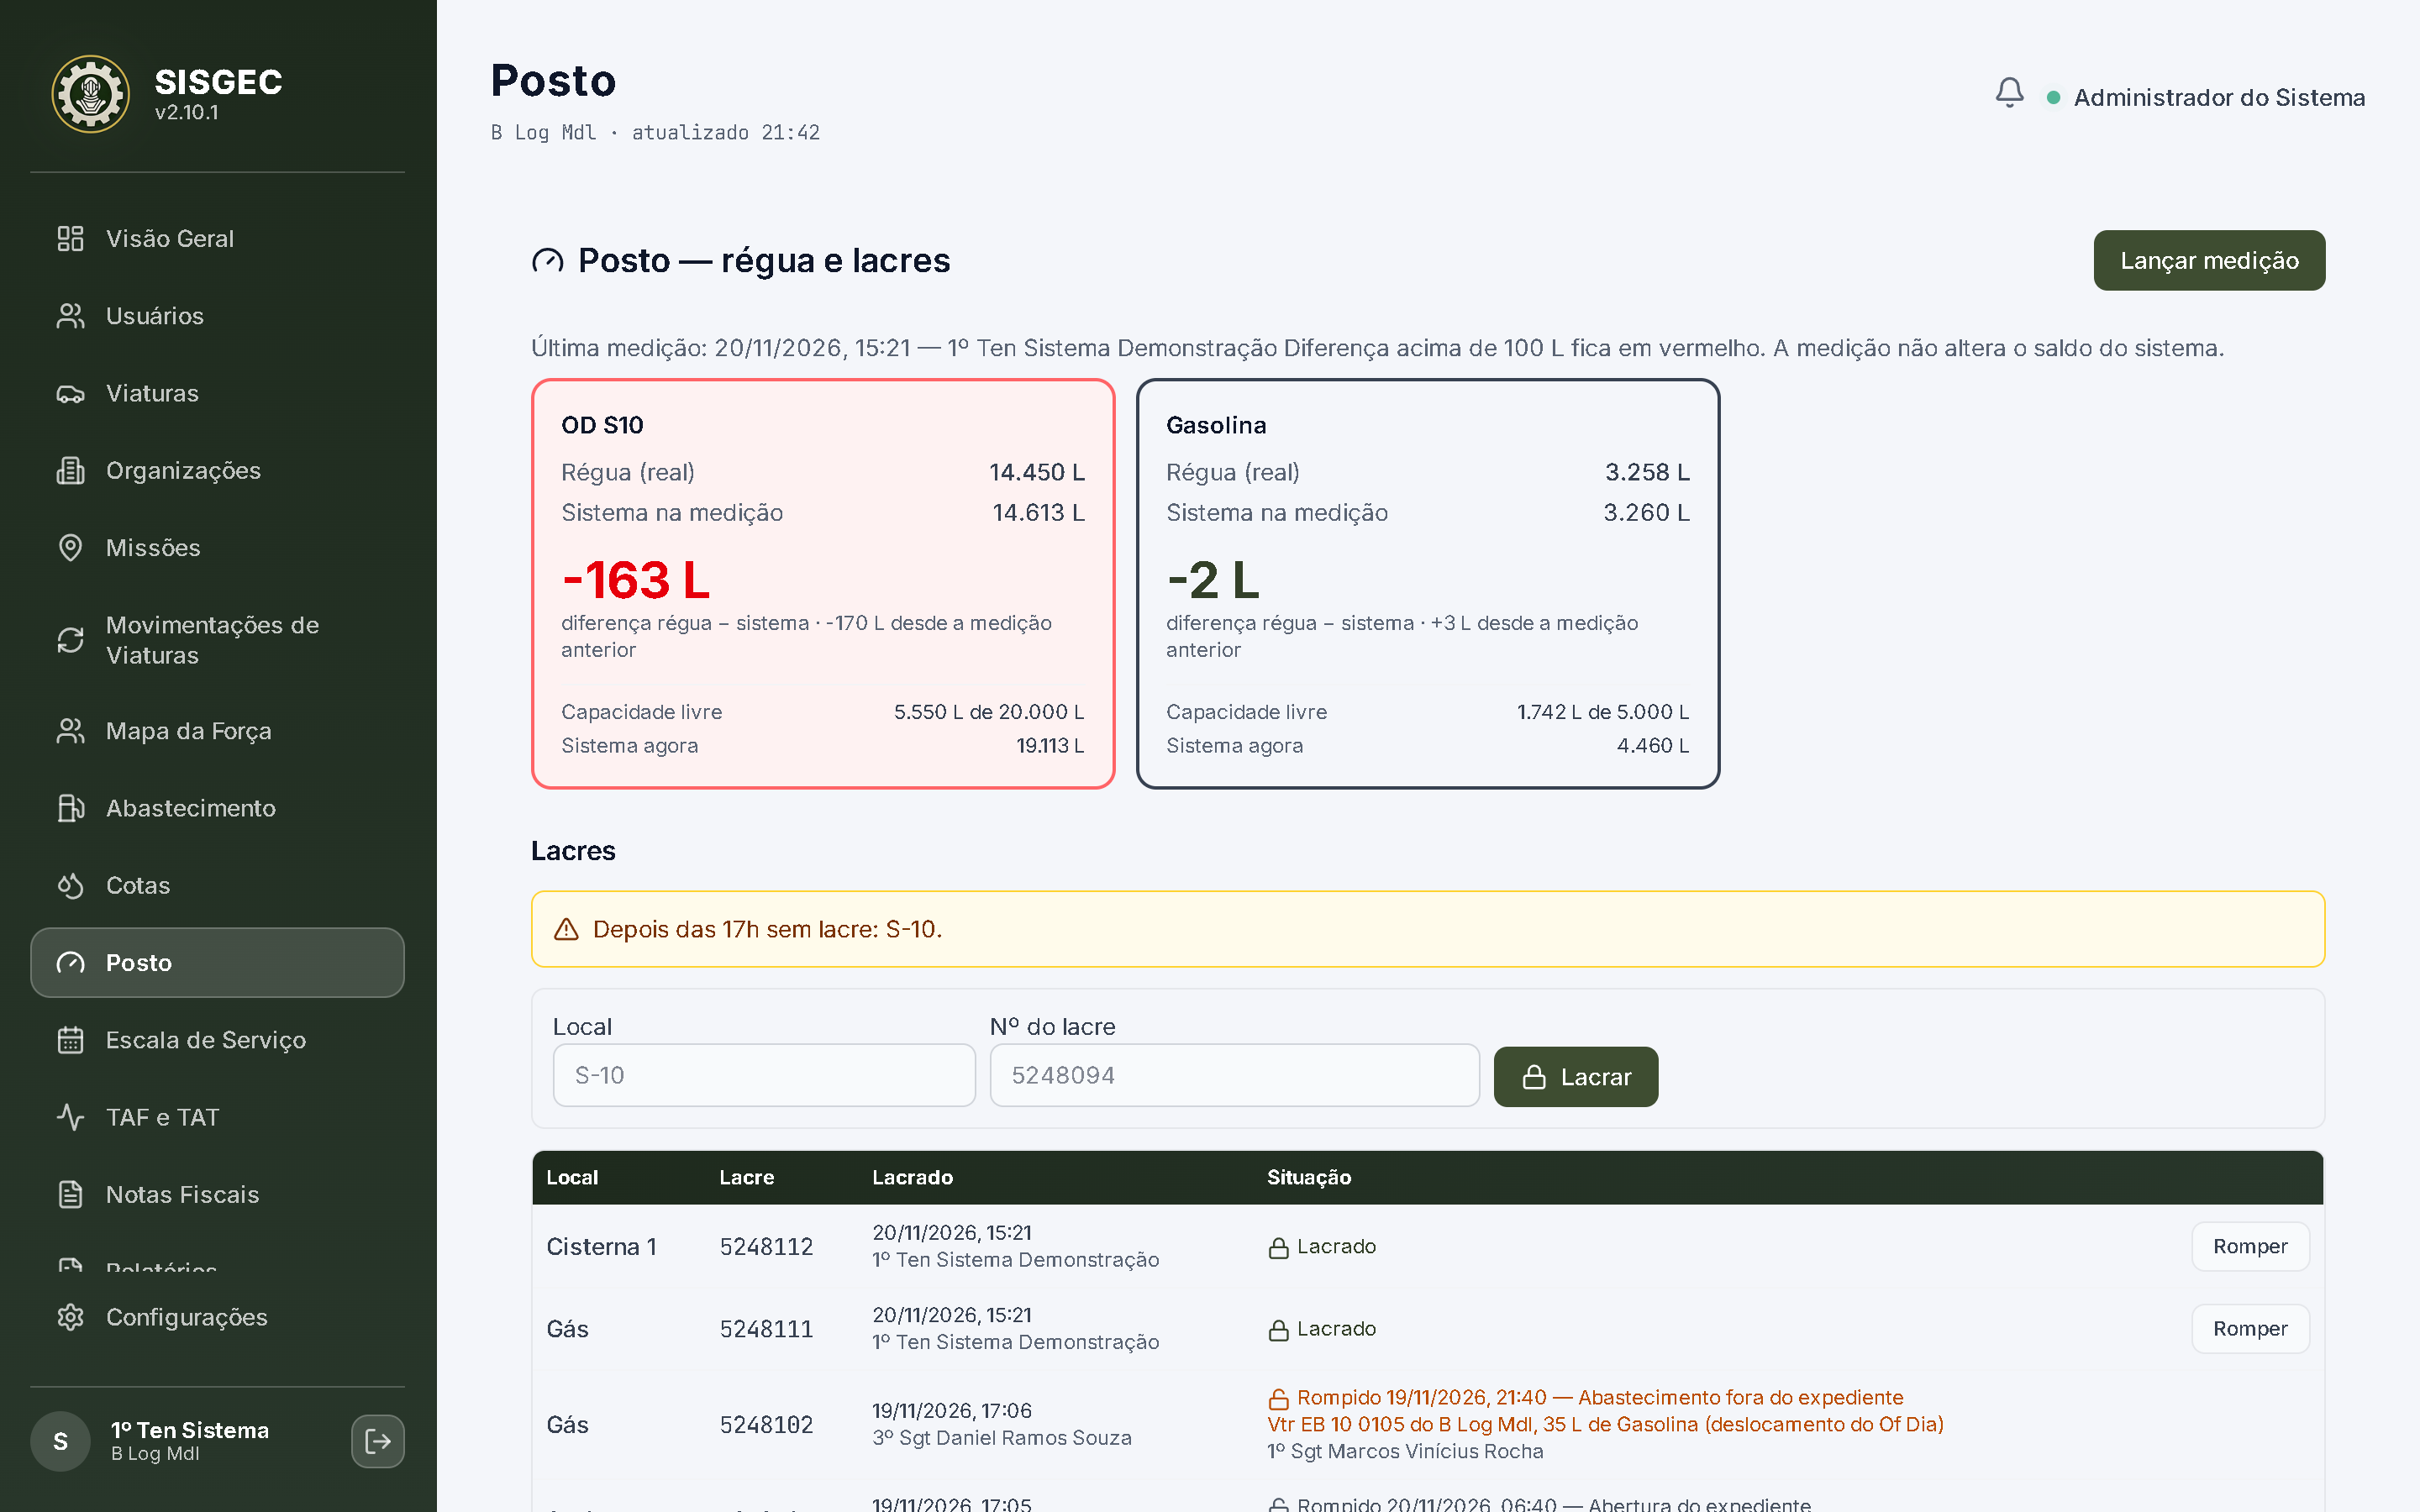 SISGEC
v2.10.1
Visão Geral
Usuários
Viaturas
Organizações
Missões
Movimentações de
Viaturas
Mapa da Força
Abastecimento
Cotas
Posto
Escala de Serviço
TAF e TAT
Notas Fiscais
Relatórios
Configurações
S
1º Ten Sistema
B Log Mdl
Posto
B Log Mdl · atualizado 21:42
Administrador do Sistema
Posto — régua e lacres
Lançar medição
Última medição: 20/11/2026, 15:21 — 1º Ten Sistema Demonstração Diferença acima de 100 L fica em vermelho. A medição não altera o saldo do sistema.
OD S10
Régua (real) 14.450 L
Sistema na medição 14.613 L
-163 L
diferença régua − sistema · -170 L desde a medição
anterior
Capacidade livre 5.550 L de 20.000 L
Sistema agora 19.113 L
Gasolina
Régua (real) 3.258 L
Sistema na medição 3.260 L
-2 L
diferença régua − sistema · +3 L desde a medição
anterior
Capacidade livre 1.742 L de 5.000 L
Sistema agora 4.460 L
Lacres
Depois das 17h sem lacre: S-10.
Local Nº do lacre
S-10 5248094 Lacrar
Local Lacre Lacrado Situação
Cisterna 1 5248112 20/11/2026, 15:21 Lacrado Romper
1º Ten Sistema Demonstração
Gás 5248111 20/11/2026, 15:21 Lacrado Romper
1º Ten Sistema Demonstração
Gás 5248102 19/11/2026, 17:06 Rompido 19/11/2026, 21:40 — Abastecimento fora do expediente
3º Sgt Daniel Ramos Souza Vtr EB 10 0105 do B Log Mdl, 35 L de Gasolina (deslocamento do Of Dia)
1º Sgt Marcos Vinícius Rocha
19/11/2026, 17:05 Rompido 20/11/2026, 06:40 — Abertura do expediente